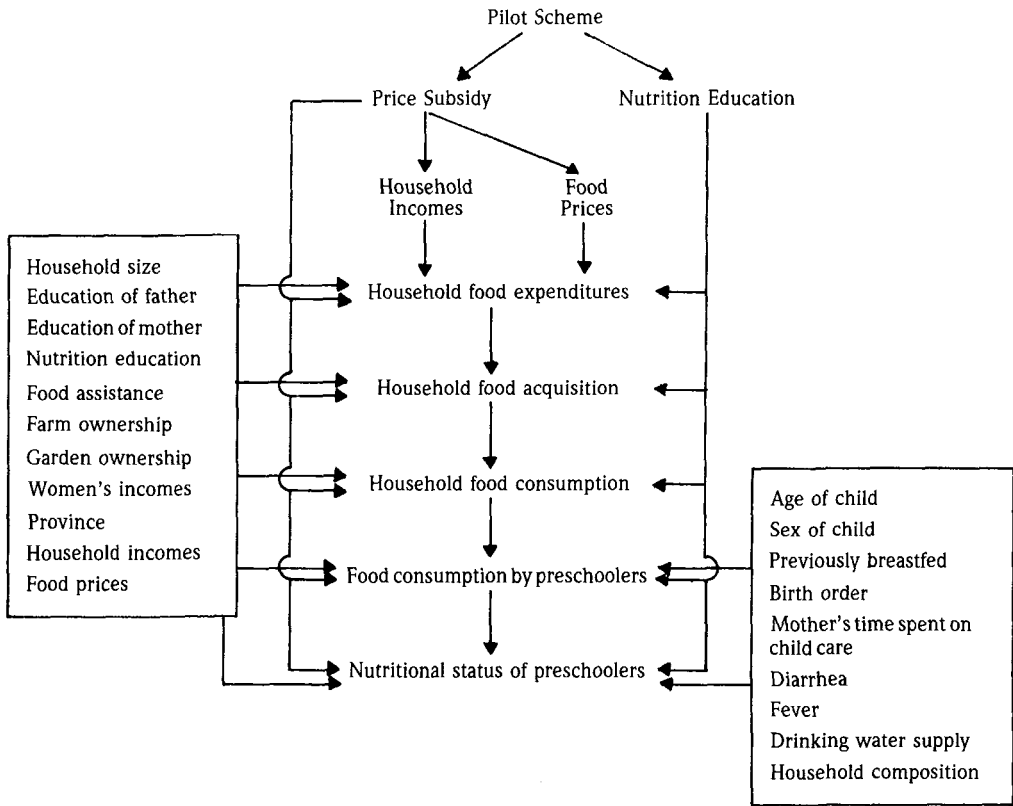 Pilot Scheme
Price Subsidy
Nutrition Education
Household
Incomes
Food
Prices
Household size
Education of father
Education of mother
Nutrition education
Food assistance
Farm ownership
Garden ownership
Women's incomes
Province
Household incomes
Food prices
Household food expenditures
Household food acquisition
Household food consumption
Food consumption by preschoolers
Nutritional status of preschoolers
Age of child
Sex of child
Previously breastfed
Birth order
Mother's time spent on
child care
Diarrhea
Fever
Drinking water supply
Household composition